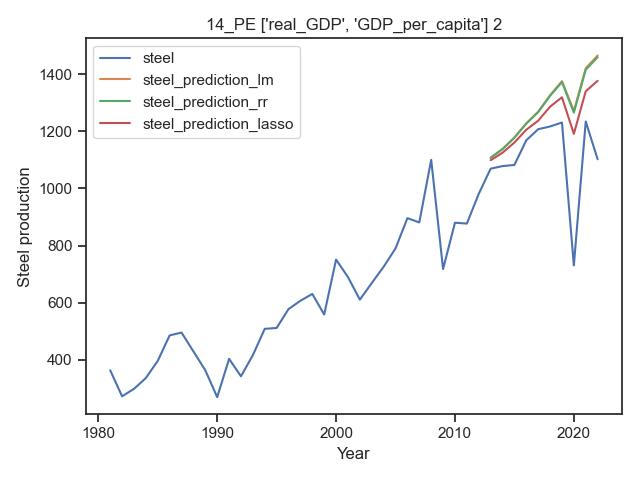 14_PE ['real_GDP', 'GDP_per_capita'] 2
steel
steel_prediction_lm
steel_prediction_rr
steel_prediction_lasso
Steel production
1400
1200
1000
800
600
400
1980
1990
2000
2010
2020
Year